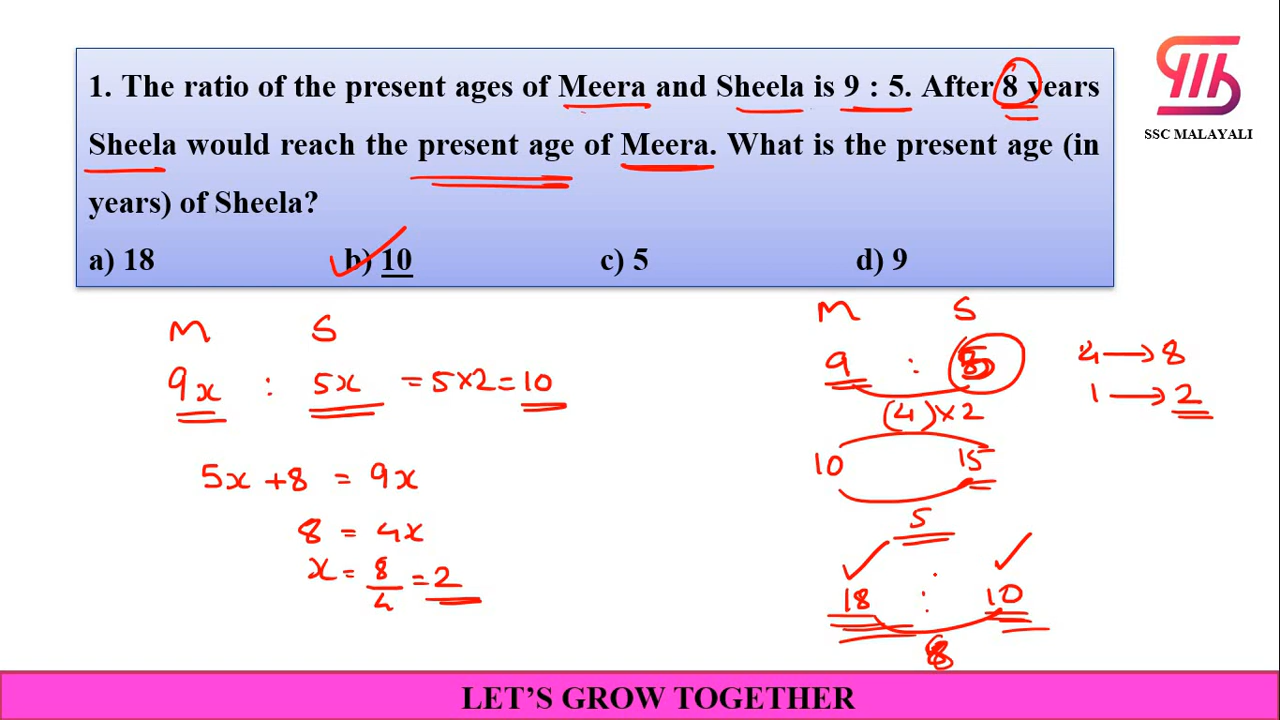 1. The ratio of the present ages of Meera and Sheela is 9 : 5. After 8 years
Sheela would reach the present age of Meera. What is the present age (in
years) of Sheela?
a) 18 b) 10 c) 5 d) 9
SSC MALAYALI
M S
9x : 5x = 5×2 = 10
5x + 8 = 9x
8 = 4x
x = 8/4 = 2
M S
9 : 5
(4) × 2
4 → 8
1 → 2
10 15
5
18 : 10
8
LET'S GROW TOGETHER